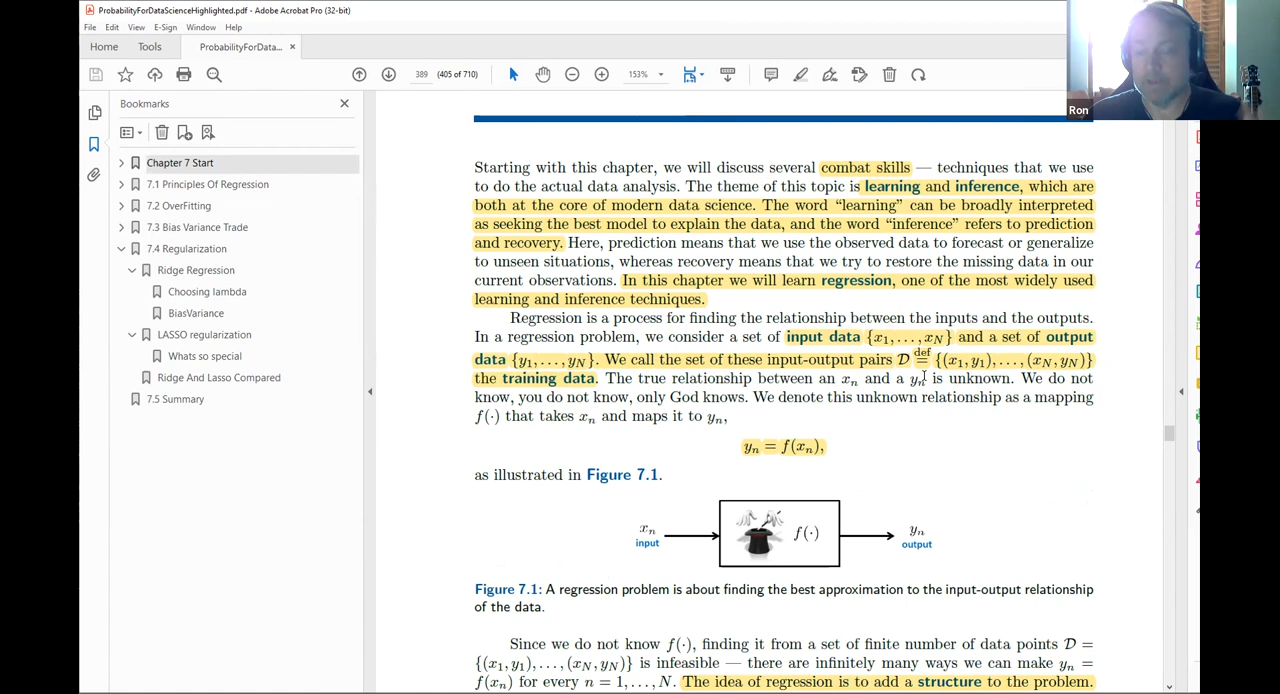 ProbabilityForDataScienceHighlighted.pdf - Adobe Acrobat Pro (32-bit)
File Edit View E-Sign Window Help
Home Tools ProbabilityForData... ×
389 (405 of 710) 153%
Ron
Bookmarks
Chapter 7 Start
7.1 Principles Of Regression
7.2 OverFitting
7.3 Bias Variance Trade
7.4 Regularization
Ridge Regression
Choosing lambda
BiasVariance
LASSO regularization
Whats so special
Ridge And Lasso Compared
7.5 Summary
Starting with this chapter, we will discuss several combat skills — techniques that we use
to do the actual data analysis. The theme of this topic is learning and inference, which are
both at the core of modern data science. The word “learning” can be broadly interpreted
as seeking the best model to explain the data, and the word “inference” refers to prediction
and recovery. Here, prediction means that we use the observed data to forecast or generalize
to unseen situations, whereas recovery means that we try to restore the missing data in our
current observations. In this chapter we will learn regression, one of the most widely used
learning and inference techniques.
Regression is a process for finding the relationship between the inputs and the outputs.
In a regression problem, we consider a set of input data {x₁, . . . , x_N} and a set of output
data {y₁, . . . , y_N}. We call the set of these input-output pairs 𝒟 ≝ {(x₁, y₁), . . . , (x_N, y_N)}
the training data. The true relationship between an xₙ and a yₙ is unknown. We do not
know, you do not know, only God knows. We denote this unknown relationship as a mapping
f(·) that takes xₙ and maps it to yₙ,
yₙ = f(xₙ),
as illustrated in Figure 7.1.
xₙ f(·) yₙ
input output
Figure 7.1: A regression problem is about finding the best approximation to the input-output relationship
of the data.
Since we do not know f(·), finding it from a set of finite number of data points 𝒟 =
{(x₁, y₁), . . . , (x_N, y_N)} is infeasible — there are infinitely many ways we can make yₙ =
f(xₙ) for every n = 1, . . . , N. The idea of regression is to add a structure to the problem.